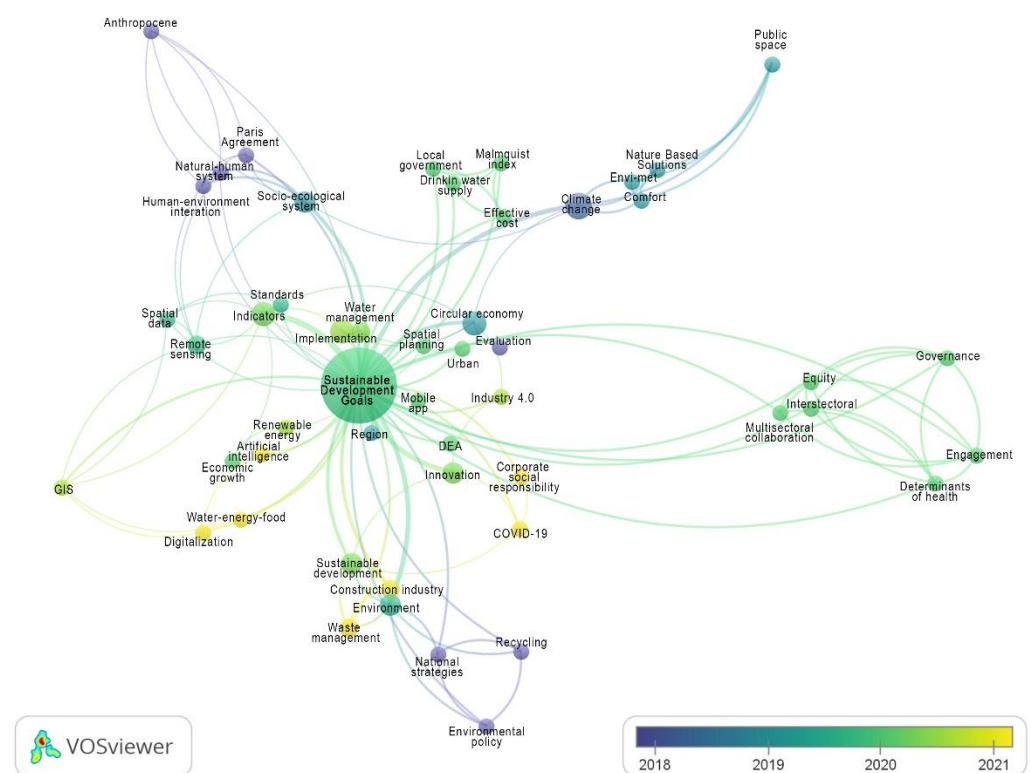 Anthropocene
Public
space
Paris
Agreement
Natural-human
system
Human-environment
interation
Socio-ecological
system
Local
government
Malmquist
index
Drinkin water
supply
Effective
cost
Nature Based
Solutions
Envi-met
Comfort
Climate
change
Standards
Indicators
Spatial
data
Remote
sensing
Water
management
Implementation
Circular economy
Spatial
planning
Evaluation
Urban
Sustainable
Development
Goals
Mobile
app
Industry 4.0
Governance
Equity
Interstectoral
Multisectoral
collaboration
Engagement
Determinants
of health
Renewable
energy
Region
Artificial
intelligence
Economic
growth
DEA
Innovation
Corporate
social
responsibility
GIS
Water-energy-food
Digitalization
COVID-19
Sustainable
development
Construction industry
Environment
Waste
management
National
strategies
Recycling
Environmental
policy
VOSviewer
2018 2019 2020 2021